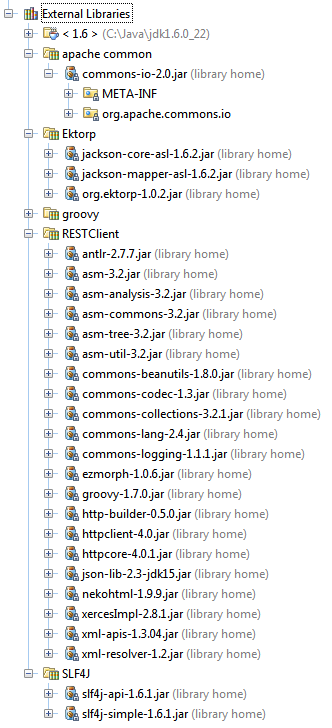 External Libraries
< 1.6 > (C:\Java\jdk1.6.0_22)
apache common
commons-io-2.0.jar (library home)
META-INF
org.apache.commons.io
Ektorp
jackson-core-asl-1.6.2.jar (library home)
jackson-mapper-asl-1.6.2.jar (library home)
org.ektorp-1.0.2.jar (library home)
groovy
RESTClient
antlr-2.7.7.jar (library home)
asm-3.2.jar (library home)
asm-analysis-3.2.jar (library home)
asm-commons-3.2.jar (library home)
asm-tree-3.2.jar (library home)
asm-util-3.2.jar (library home)
commons-beanutils-1.8.0.jar (library home)
commons-codec-1.3.jar (library home)
commons-collections-3.2.1.jar (library home)
commons-lang-2.4.jar (library home)
commons-logging-1.1.1.jar (library home)
ezmorph-1.0.6.jar (library home)
groovy-1.7.0.jar (library home)
http-builder-0.5.0.jar (library home)
httpclient-4.0.jar (library home)
httpcore-4.0.1.jar (library home)
json-lib-2.3-jdk15.jar (library home)
nekohtml-1.9.9.jar (library home)
xercesImpl-2.8.1.jar (library home)
xml-apis-1.3.04.jar (library home)
xml-resolver-1.2.jar (library home)
SLF4J
slf4j-api-1.6.1.jar (library home)
slf4j-simple-1.6.1.jar (library home)